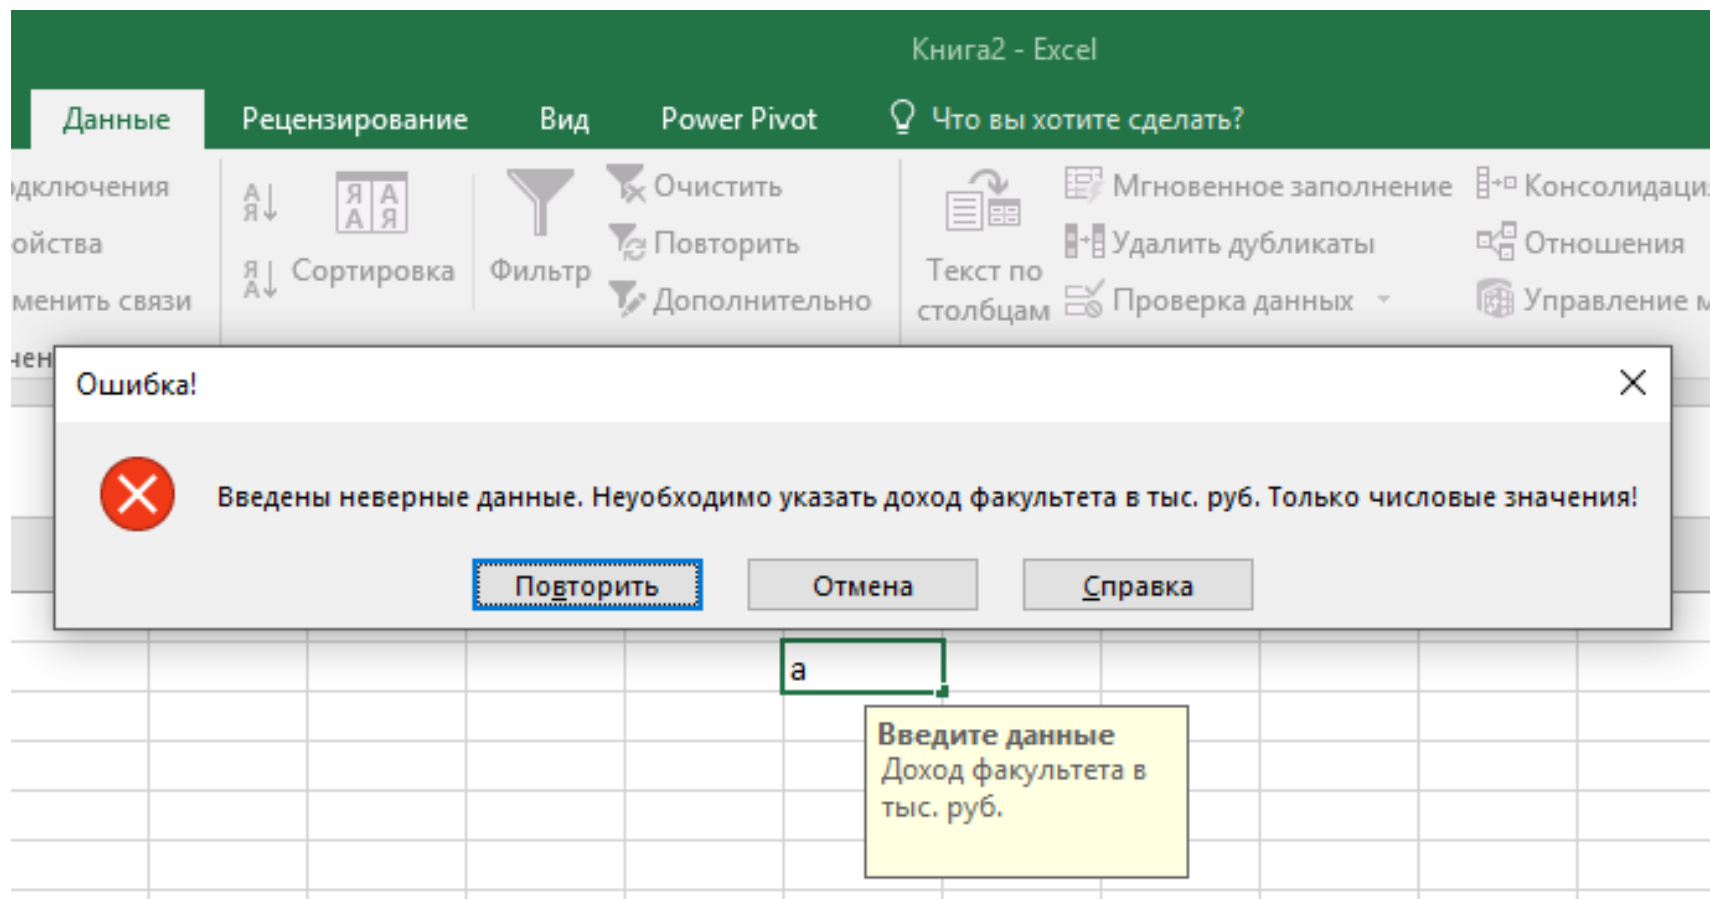 Книга2 - Excel
Данные Рецензирование Вид Power Pivot Что вы хотите сделать?
одключения Очистить Мгновенное заполнение Консолидаци
ойства Повторить Удалить дубликаты Отношения
Сортировка Фильтр Текст по столбцам
менить связи Дополнительно Проверка данных Управление м
чен
Ошибка!
Введены неверные данные. Неуобходимо указать доход факультета в тыс. руб. Только числовые значения!
Повторить Отмена Справка
а
Введите данные
Доход факультета в
тыс. руб.